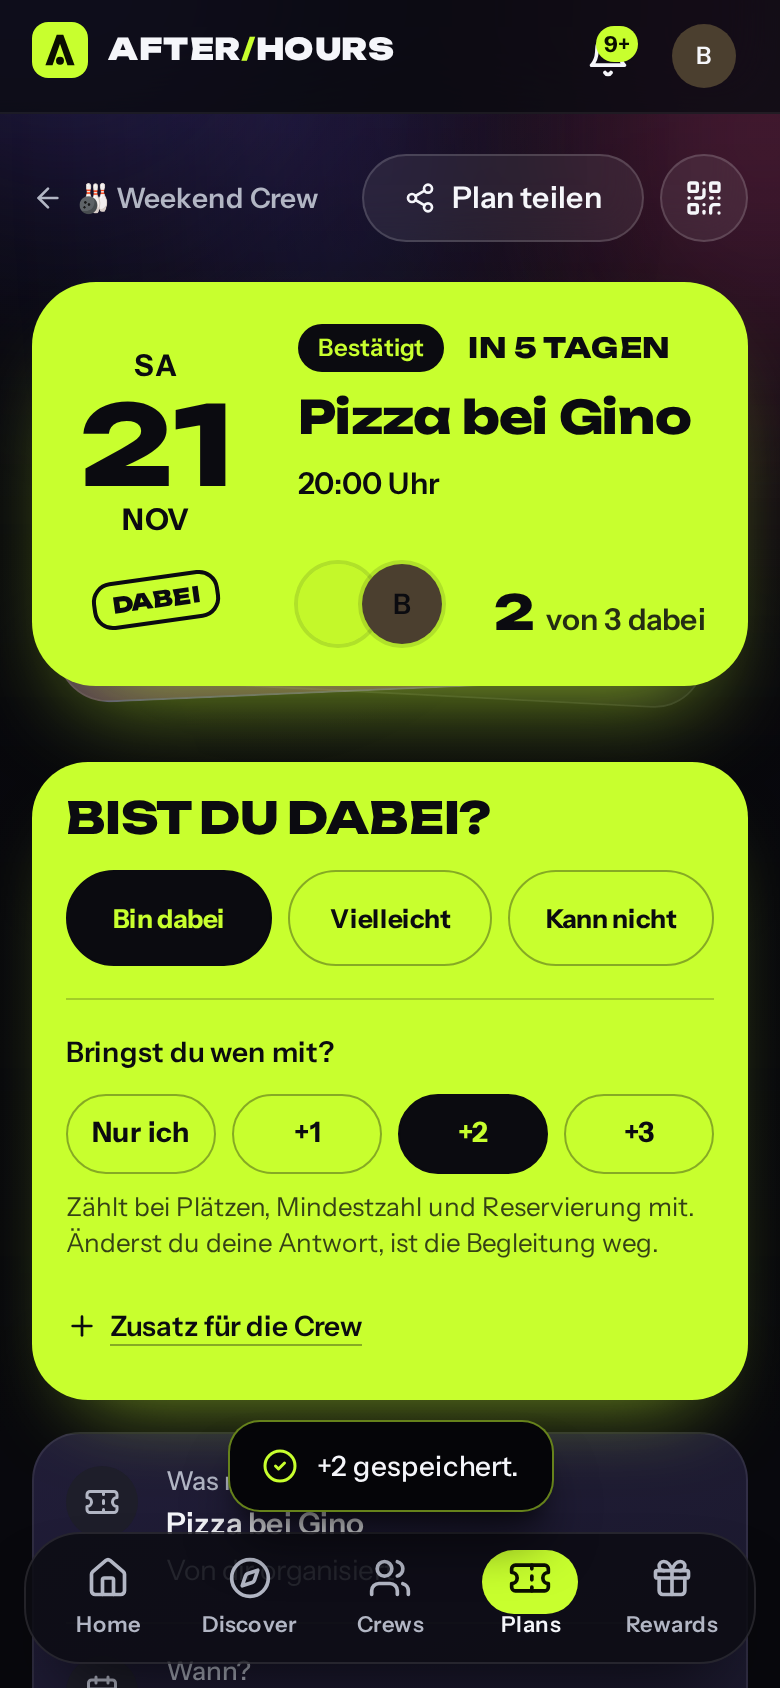 AFTER/HOURS
9+
B
Weekend Crew
Plan teilen
SA
21
NOV
DABEI
Bestätigt
IN 5 TAGEN
Pizza bei Gino
20:00 Uhr
B
2 von 3 dabei
BIST DU DABEI?
Bin dabei
Vielleicht
Kann nicht
Bringst du wen mit?
Nur ich
+1
+2
+3
Zählt bei Plätzen, Mindestzahl und Reservierung mit.
Änderst du deine Antwort, ist die Begleitung weg.
Zusatz für die Crew
+2 gespeichert.
Was
Pizza bei Gino
Von
Home
Discover
Crews
Plans
Rewards
Wann?